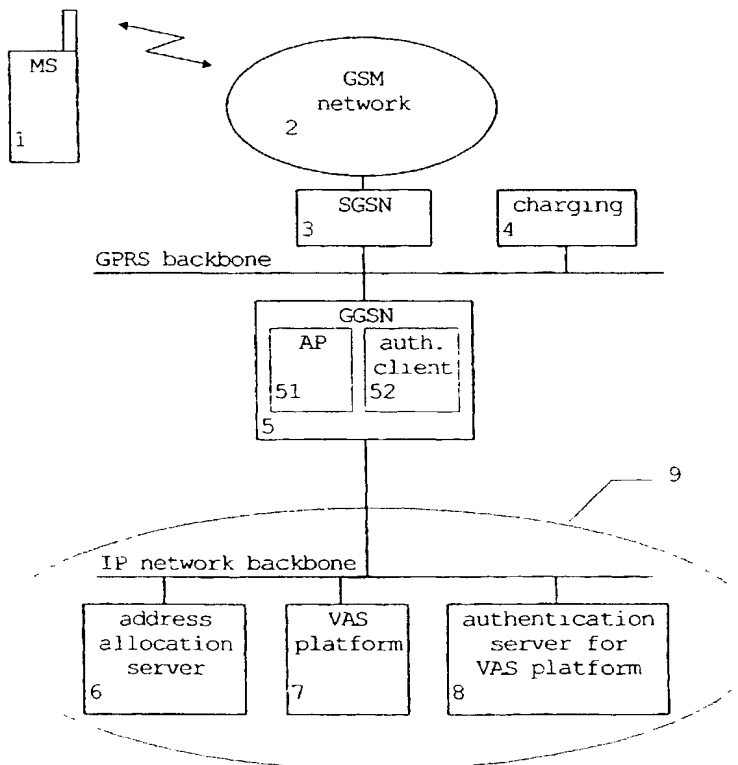 MS
1
GSM
network
2
SGSN
3
charging
4
GPRS backbone
GGSN
AP
51
auth.
client
52
5
9
IP network backbone
address
allocation
server
6
VAS
platform
7
authentication
server for
VAS platform
8